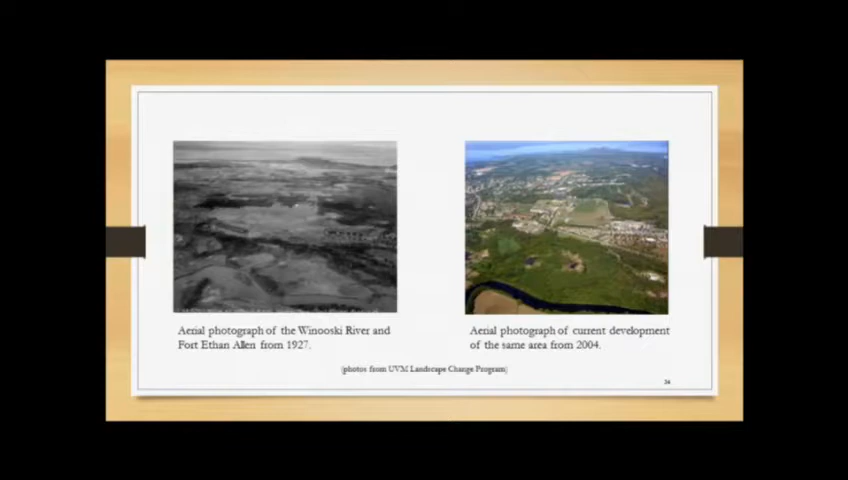 Aerial photograph of the Winooski River and
Fort Ethan Allen from 1927.
Aerial photograph of current development
of the same area from 2004.
(photos from UVM Landscape Change Program)
24